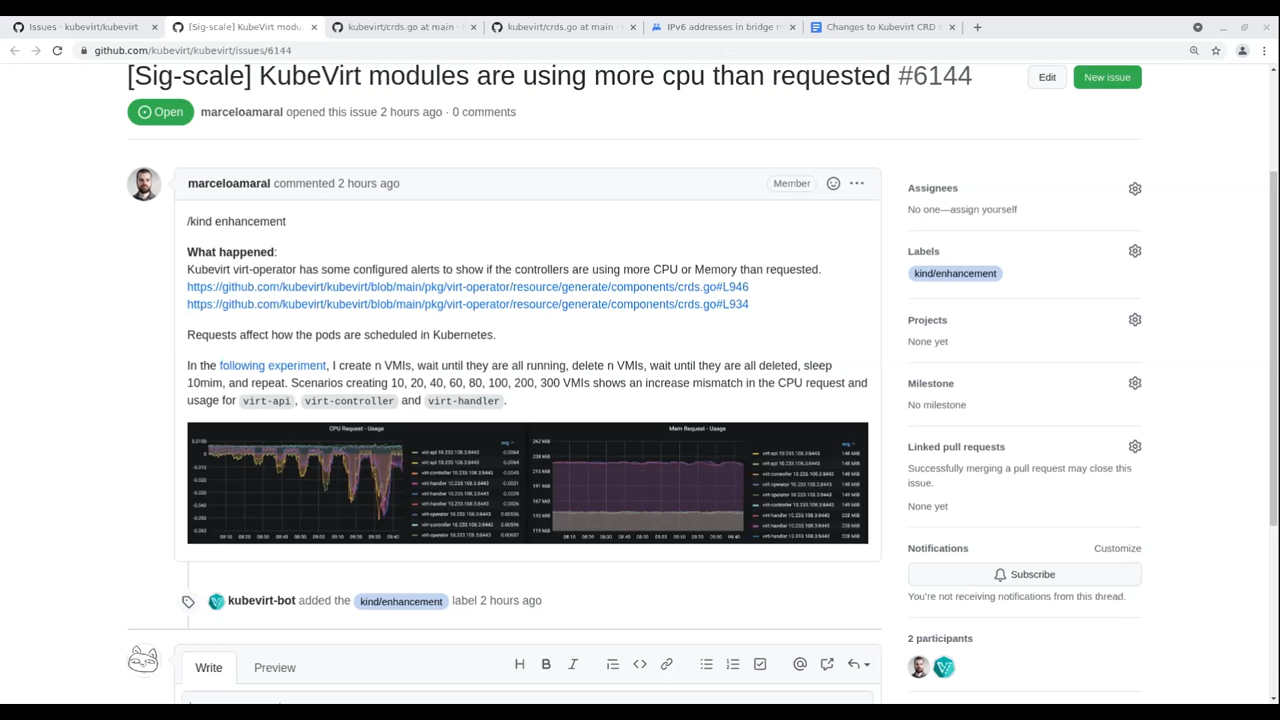 Issues · kubevirt/kubevirt
[Sig-scale] KubeVirt modu
kubevirt/crds.go at main ·
kubevirt/crds.go at main ·
IPv6 addresses in bridge m
Changes to Kubevirt CRD s
github.com/kubevirt/kubevirt/issues/6144
[Sig-scale] KubeVirt modules are using more cpu than requested #6144
Edit
New issue
Open
marceloamaral opened this issue 2 hours ago · 0 comments
marceloamaral commented 2 hours ago
Member
/kind enhancement
What happened:
Kubevirt virt-operator has some configured alerts to show if the controllers are using more CPU or Memory than requested.
https://github.com/kubevirt/kubevirt/blob/main/pkg/virt-operator/resource/generate/components/crds.go#L946
https://github.com/kubevirt/kubevirt/blob/main/pkg/virt-operator/resource/generate/components/crds.go#L934
Requests affect how the pods are scheduled in Kubernetes.
In the following experiment, I create n VMIs, wait until they are all running, delete n VMIs, wait until they are all deleted, sleep
10mim, and repeat. Scenarios creating 10, 20, 40, 60, 80, 100, 200, 300 VMIs shows an increase mismatch in the CPU request and
usage for virt-api, virt-controller and virt-handler.
CPU Request - Usage
Mem Request - Usage
kubevirt-bot added the kind/enhancement label 2 hours ago
Write
Preview
Assignees
No one—assign yourself
Labels
kind/enhancement
Projects
None yet
Milestone
No milestone
Linked pull requests
Successfully merging a pull request may close this
issue.
None yet
Notifications
Customize
Subscribe
You're not receiving notifications from this thread.
2 participants